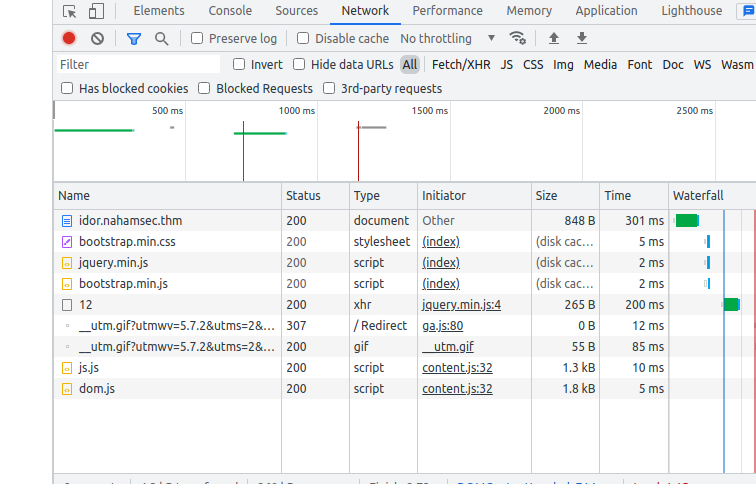 Elements Console Sources Network Performance Memory Application Lighthouse
Preserve log Disable cache No throttling
Filter Invert Hide data URLs All Fetch/XHR JS CSS Img Media Font Doc WS Wasm
Has blocked cookies Blocked Requests 3rd-party requests
500 ms 1000 ms 1500 ms 2000 ms 2500 ms
Name Status Type Initiator Size Time Waterfall
idor.nahamsec.thm 200 document Other 848 B 301 ms
bootstrap.min.css 200 stylesheet (index) (disk cac… 5 ms
jquery.min.js 200 script (index) (disk cac… 2 ms
bootstrap.min.js 200 script (index) (disk cac… 2 ms
12 200 xhr jquery.min.js:4 265 B 200 ms
__utm.gif?utmwv=5.7.2&utms=2&… 307 / Redirect ga.js:80 0 B 12 ms
__utm.gif?utmwv=5.7.2&utms=2&… 200 gif __utm.gif 55 B 85 ms
js.js 200 script content.js:32 1.3 kB 10 ms
dom.js 200 script content.js:32 1.8 kB 5 ms